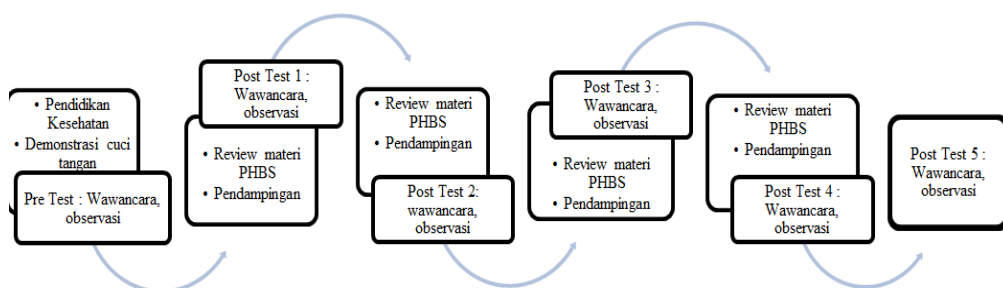 • Pendidikan
Kesehatan
• Demonstrasi cuci
tangan
Pre Test : Wawancara,
observasi
Post Test 1 :
Wawancara,
observasi
• Review materi
PHBS
• Pendampingan
• Review materi
PHBS
• Pendampingan
Post Test 2:
wawancara,
observasi
Post Test 3 :
Wawancara,
observasi
• Review materi
PHBS
• Pendampingan
• Review materi
PHBS
• Pendampingan
Post Test 4 :
Wawancara,
observasi
Post Test 5 :
Wawancara,
observasi